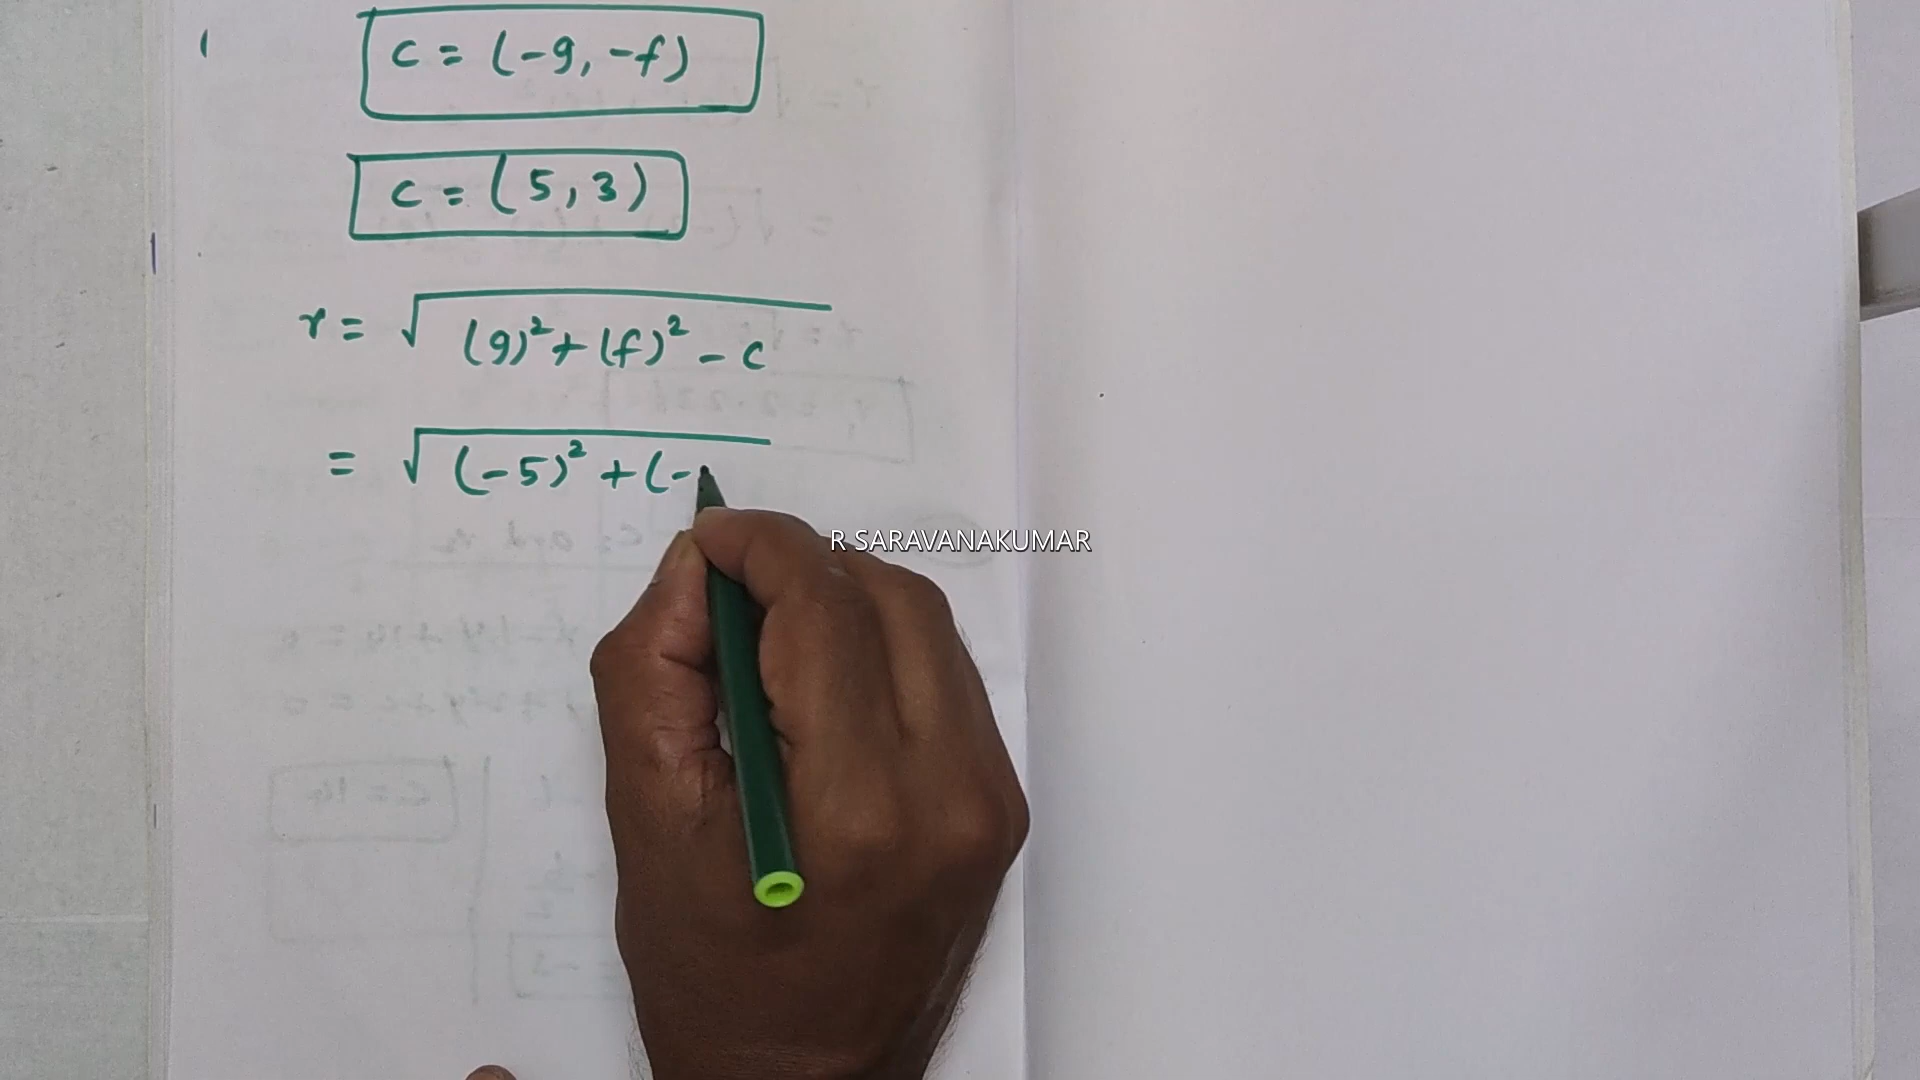 C = (-g, -f)
C = (5, 3)
r = √(g)² + (f)² - c
= √(-5)² + (-
R SARAVANAKUMAR